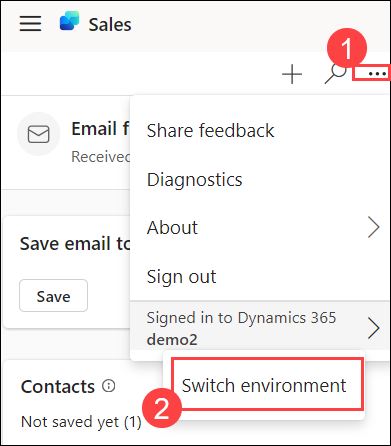 Sales
1
Email f
Received
Share feedback
Diagnostics
About
Sign out
Signed in to Dynamics 365
demo2
Switch environment
2
Save email to
Save
Contacts
Not saved yet (1)